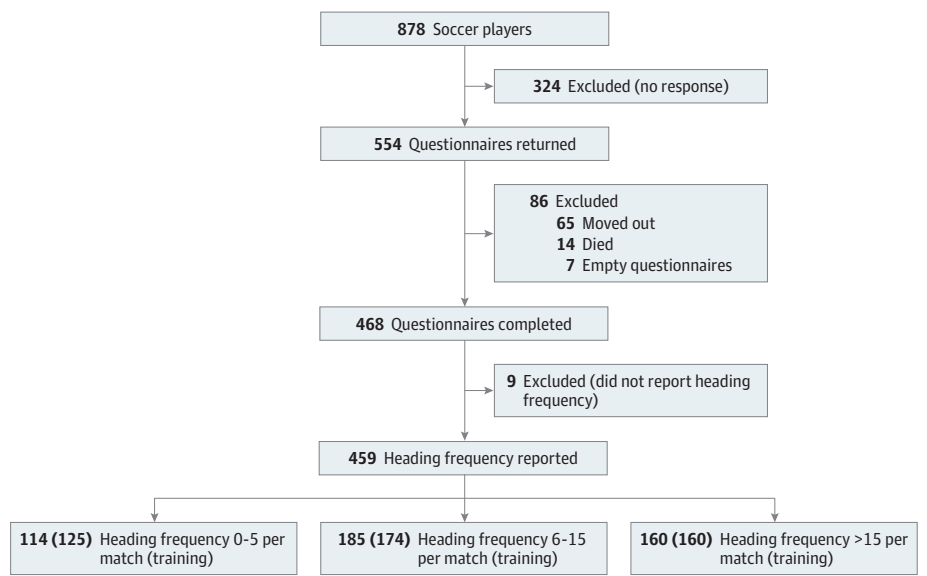 878 Soccer players
324 Excluded (no response)
554 Questionnaires returned
86 Excluded
65 Moved out
14 Died
7 Empty questionnaires
468 Questionnaires completed
9 Excluded (did not report heading
frequency)
459 Heading frequency reported
114 (125) Heading frequency 0-5 per
match (training)
185 (174) Heading frequency 6-15
per match (training)
160 (160) Heading frequency >15 per
match (training)